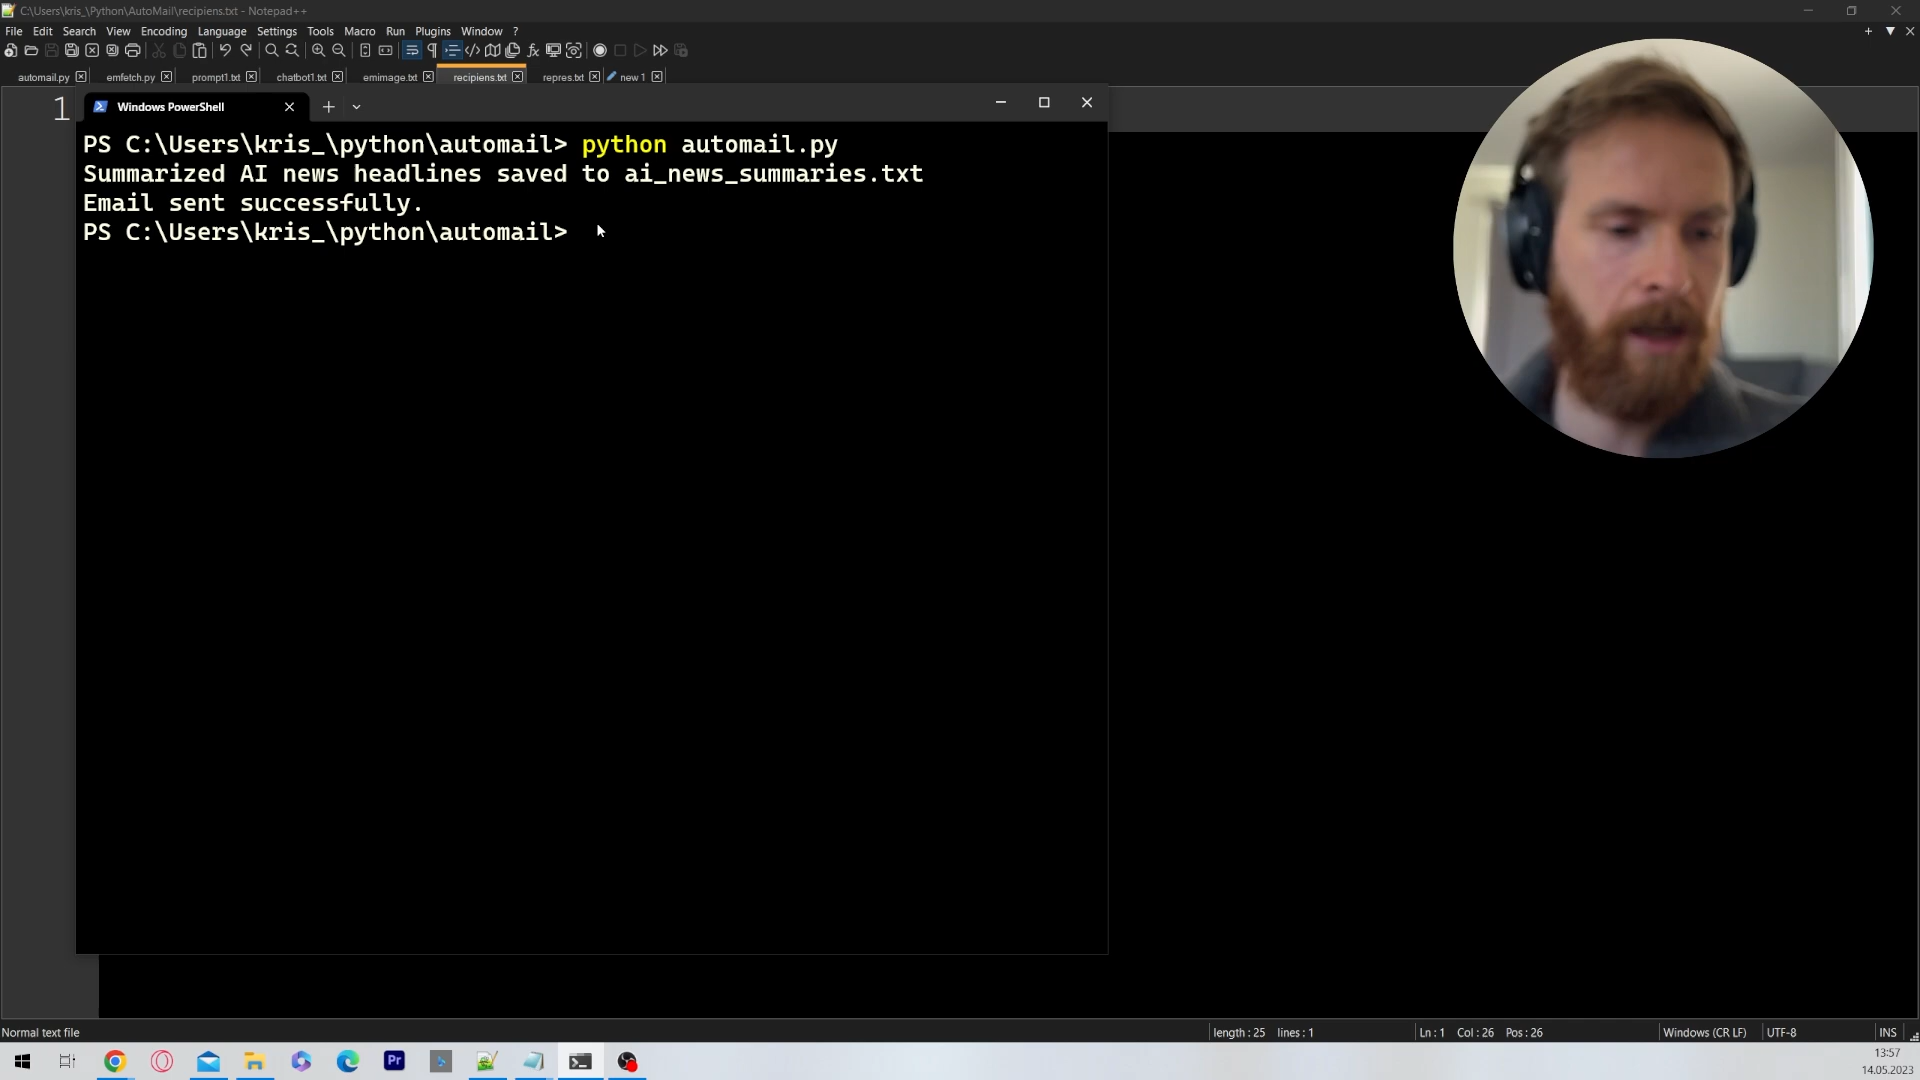 C:\Users\kris_\Python\AutoMail\recipiens.txt - Notepad++
File Edit Search View Encoding Language Settings Tools Macro Run Plugins Window ?
automail.py emfetch.py prompt1.txt chatbot1.txt emimage.txt recipiens.txt repres.txt new 1
1
Windows PowerShell
PS C:\Users\kris_\python\automail> python automail.py
Summarized AI news headlines saved to ai_news_summaries.txt
Email sent successfully.
PS C:\Users\kris_\python\automail>
Normal text file length : 25 lines : 1 Ln : 1 Col : 26 Pos : 26 Windows (CR LF) UTF-8 INS
Pr
13:57
14.05.2023